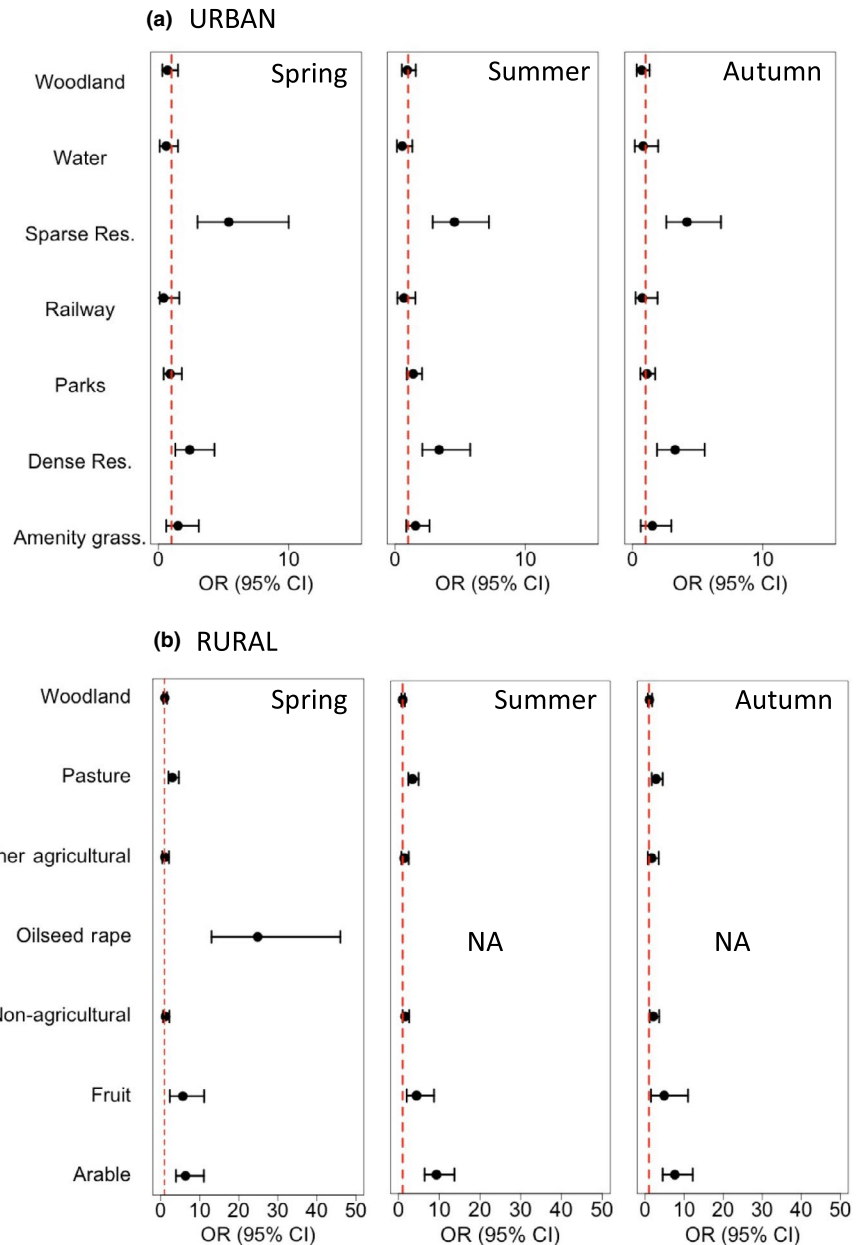 (a) URBAN
Spring Summer Autumn
Woodland
Water
Sparse Res.
Railway
Parks
Dense Res.
Amenity grass.
0 10 0 10 0 10
OR (95% CI) OR (95% CI) OR (95% CI)
(b) RURAL
Woodland Spring Summer Autumn
Pasture
agricultural
Oilseed rape NA NA
Non-agricultural
Fruit
Arable
0 10 20 30 40 50 0 10 20 30 40 50 0 10 20 30 40 50
OR (95% CI) OR (95% CI) OR (95% CI)